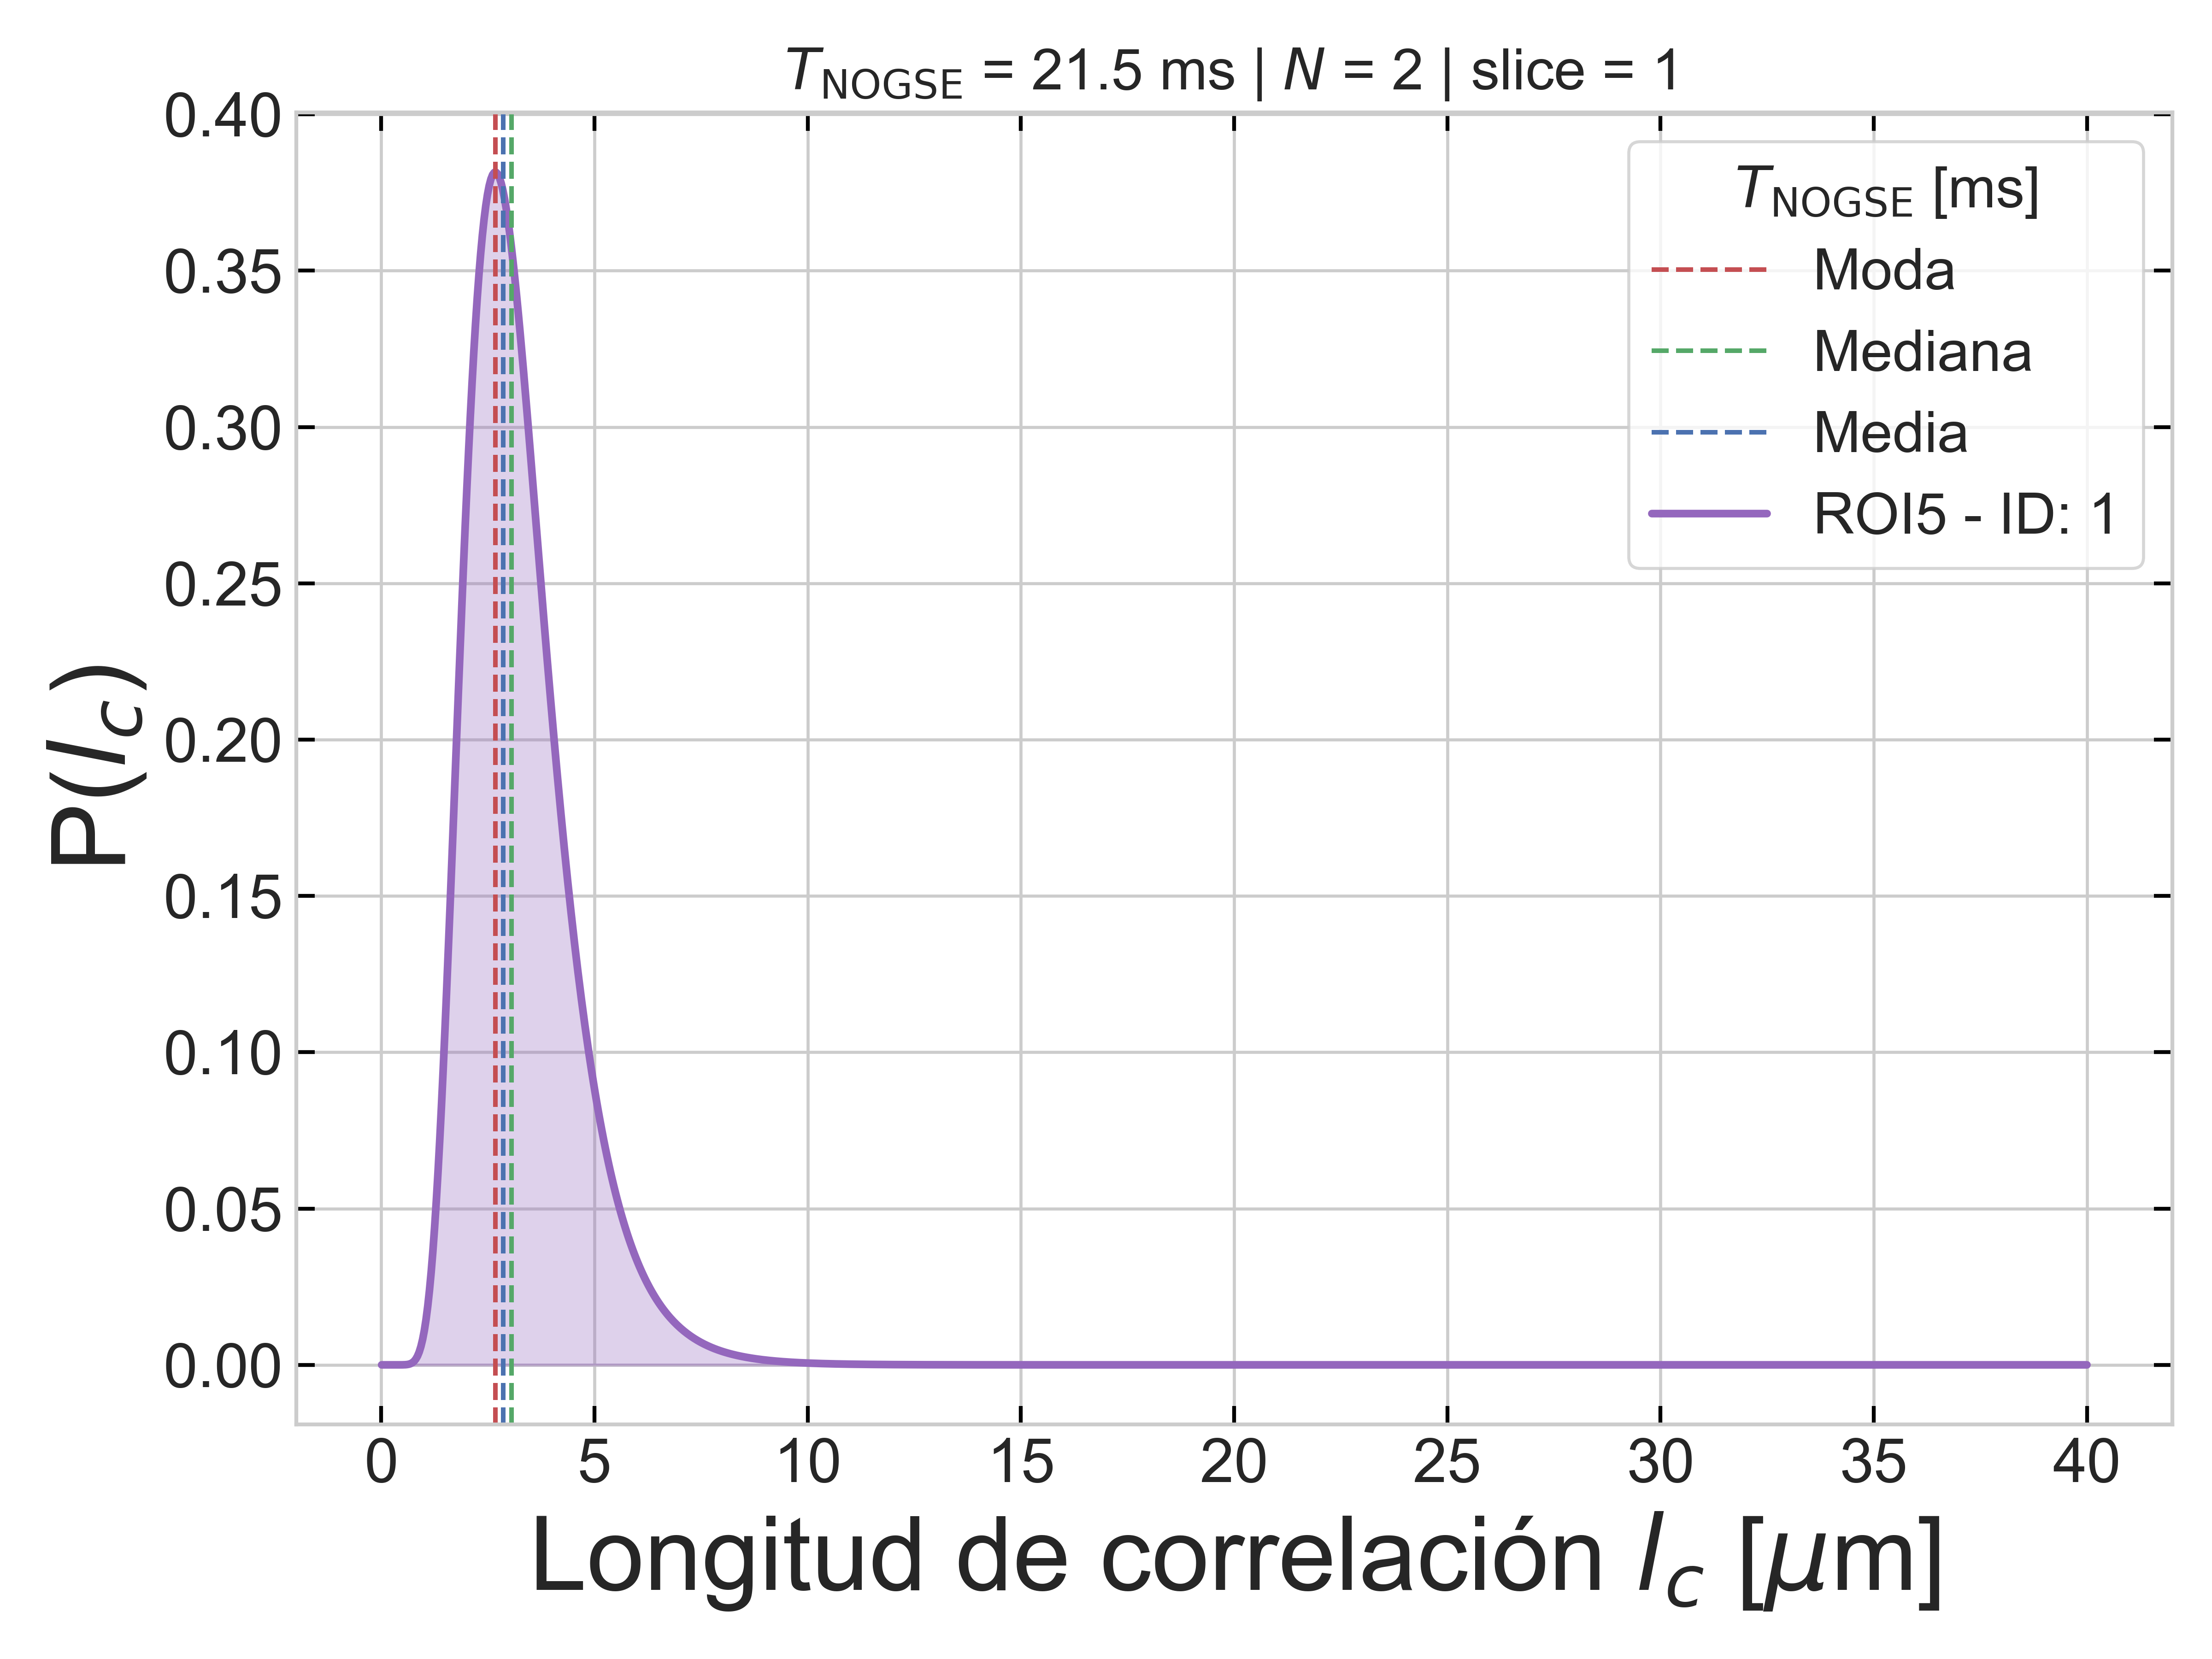 T_NOGSE = 21.5 ms | N = 2 | slice = 1
0.40
0.35
0.30
0.25
0.20
0.15
0.10
0.05
0.00
P(l_c)
T_NOGSE [ms]
Moda
Mediana
Media
ROI5 - ID: 1
0 5 10 15 20 25 30 35 40
Longitud de correlación l_c [μm]